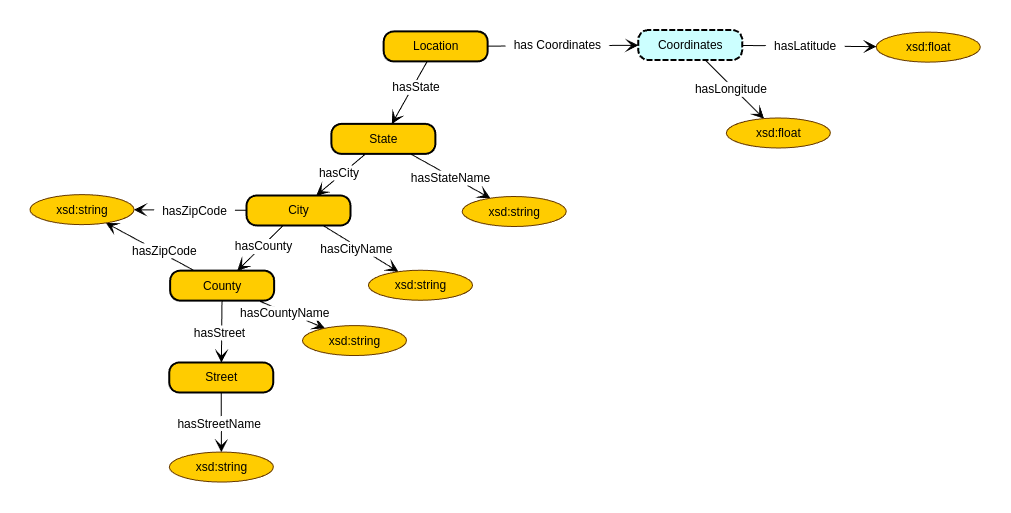 Location
has Coordinates
Coordinates
hasLatitude
xsd:float
hasState
hasLongitude
State
xsd:float
hasCity
hasStateName
xsd:string
hasZipCode
City
xsd:string
hasZipCode
hasCounty
hasCityName
County
xsd:string
hasCountyName
hasStreet
xsd:string
Street
hasStreetName
xsd:string